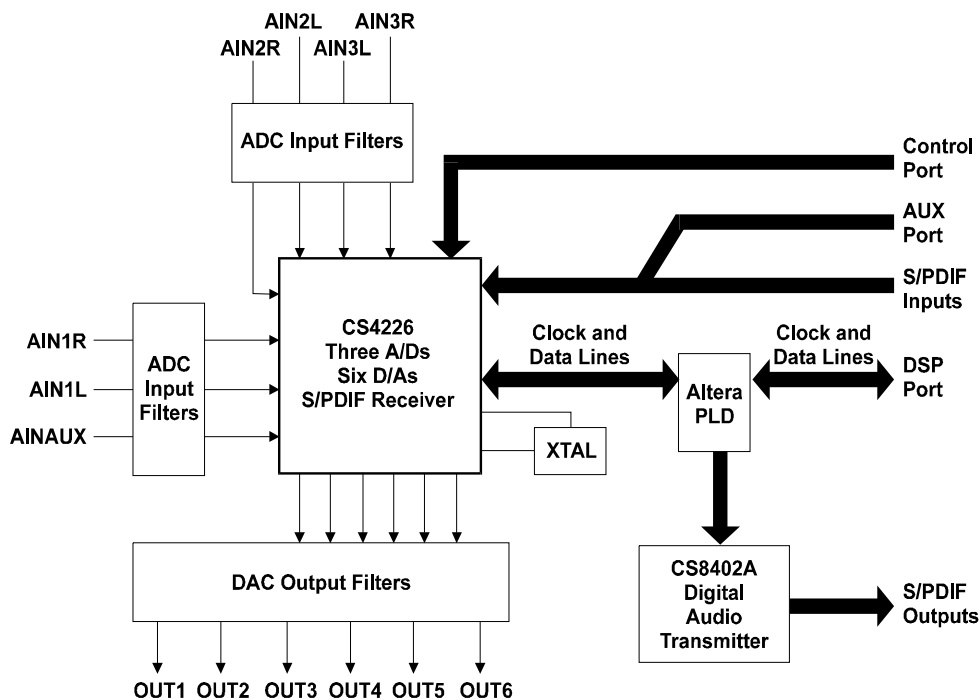 AIN2L AIN3R
AIN2R AIN3L
ADC Input Filters
Control
Port
AUX
Port
S/PDIF
Inputs
CS4226
Three A/Ds
Six D/As
S/PDIF Receiver
AIN1R
AIN1L
AINAUX
ADC
Input
Filters
Clock and
Data Lines
Clock and
Data Lines
DSP
Port
Altera
PLD
XTAL
DAC Output Filters
CS8402A
Digital
Audio
Transmitter
S/PDIF
Outputs
OUT1 OUT2 OUT3 OUT4 OUT5 OUT6